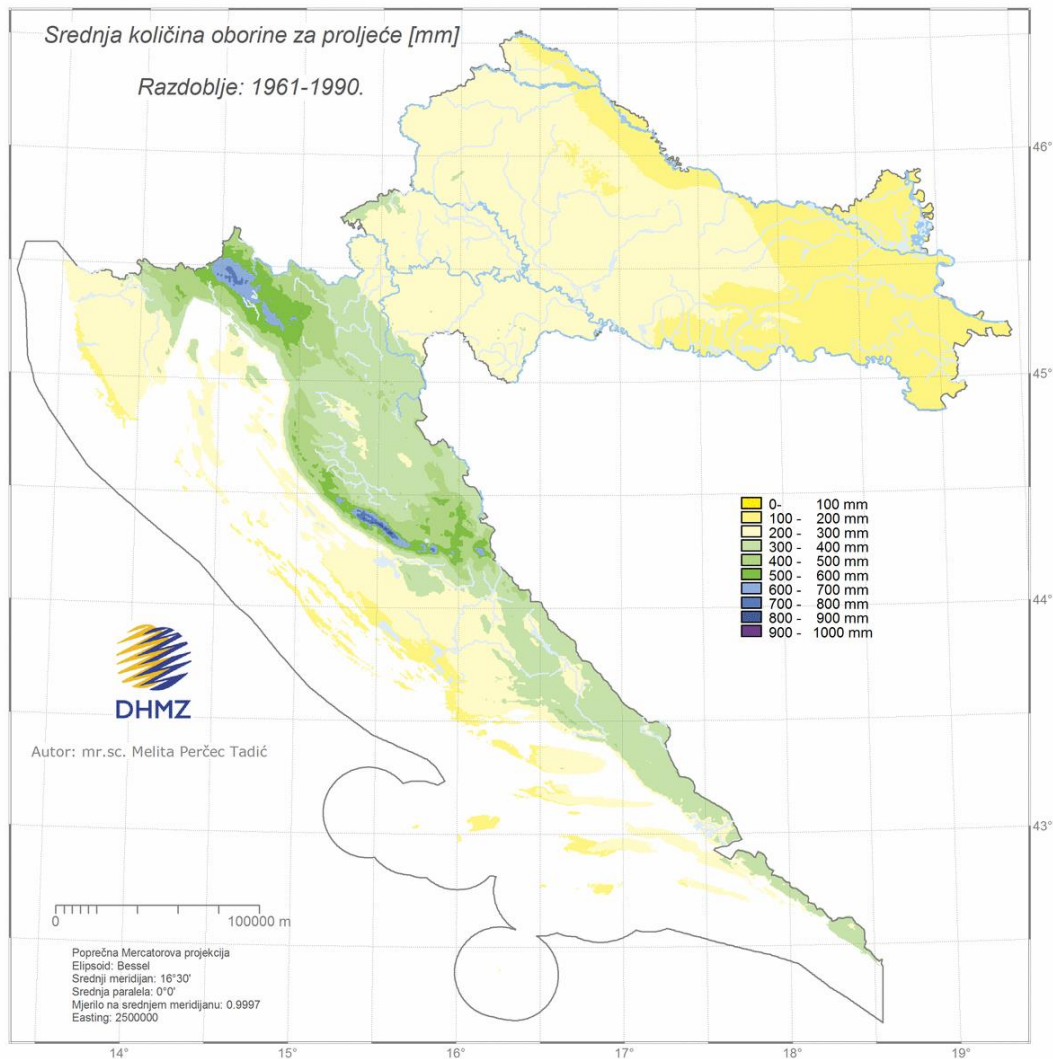 Srednja količina oborine za proljeće [mm]
Razdoblje: 1961-1990.
46°
45°
0- 100 mm
100 - 200 mm
200 - 300 mm
300 - 400 mm
400 - 500 mm
500 - 600 mm
600 - 700 mm
700 - 800 mm
800 - 900 mm
900 - 1000 mm
44°
DHMZ
Autor: mr.sc. Melita Perčec Tadić
43°
0 100000 m
Poprečna Mercatorova projekcija
Elipsoid: Bessel
Srednji meridijan: 16°30'
Srednja paralela: 0°0'
Mjerilo na srednjem meridijanu: 0.9997
Easting: 2500000
14° 15° 16° 17° 18° 19°